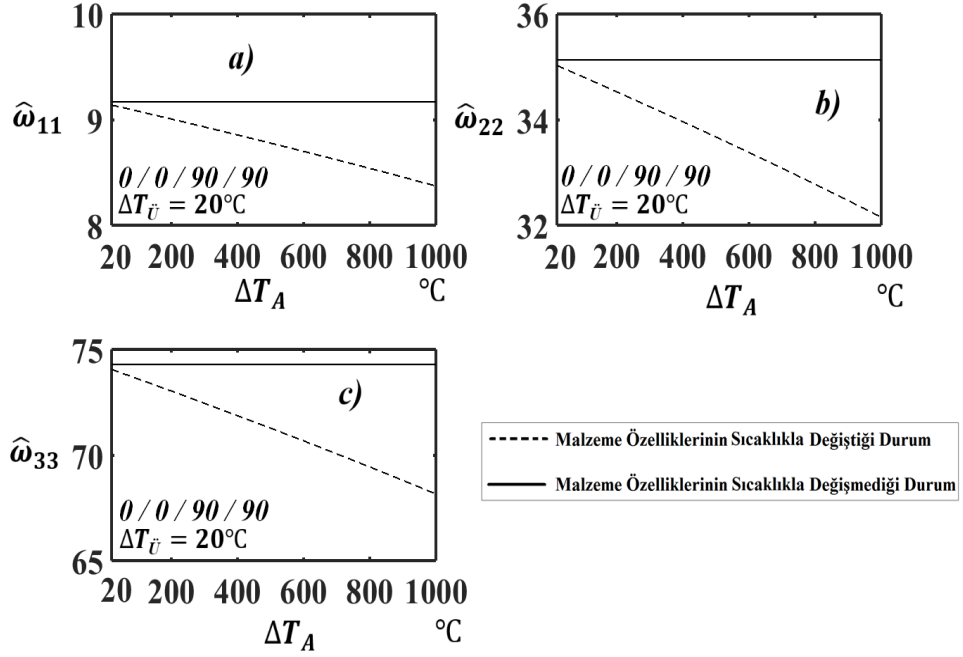 10
a)
ω̂₁₁
9
0 / 0 / 90 / 90
ΔT_Ü = 20°C
8
20 200 400 600 800 1000
ΔT_A °C
36
b)
ω̂₂₂
34
0 / 0 / 90 / 90
ΔT_Ü = 20°C
32
20 200 400 600 800 1000
ΔT_A °C
75
c)
ω̂₃₃
70
0 / 0 / 90 / 90
ΔT_Ü = 20°C
65
20 200 400 600 800 1000
ΔT_A °C
Malzeme Özelliklerinin Sıcaklıkla Değiştiği Durum
Malzeme Özelliklerinin Sıcaklıkla Değişmediği Durum